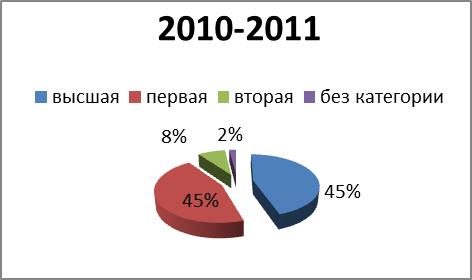 2010-2011
высшая первая вторая без категории
8% 2%
45% 45%